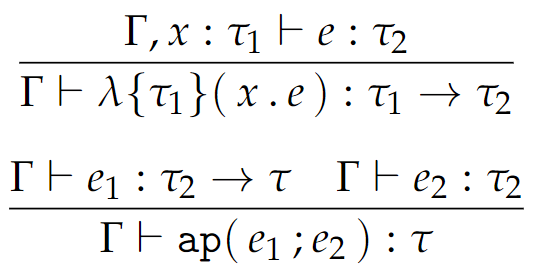 Γ, x : τ₁ ⊢ e : τ₂
Γ ⊢ λ{τ₁}( x . e ) : τ₁ → τ₂
Γ ⊢ e₁ : τ₂ → τ   Γ ⊢ e₂ : τ₂
Γ ⊢ ap( e₁ ; e₂ ) : τ